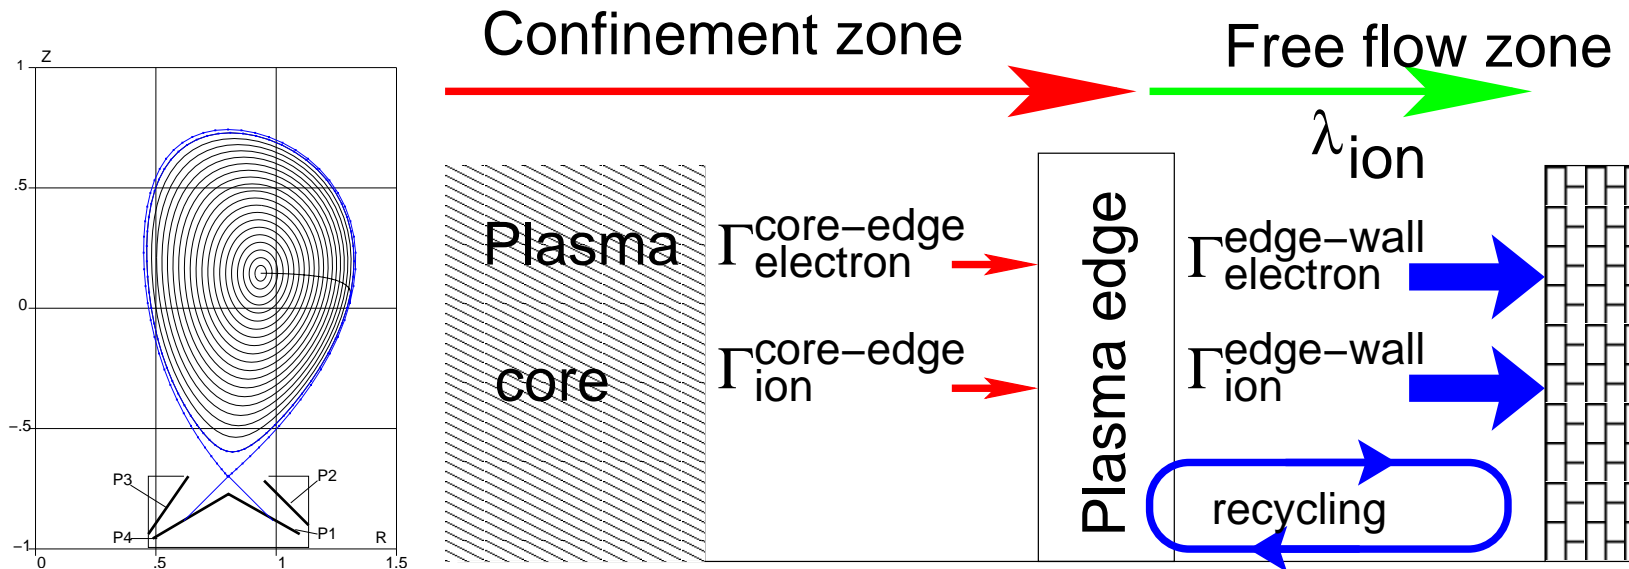 Z
1
.5
0
−.5
−1
0
.5
1
1.5
R
P3
P2
P4
P1
Confinement zone
Free flow zone
λion
Plasma
core
Γcore−edge
electron
Γcore−edge
ion
Plasma edge
Γedge−wall
electron
Γedge−wall
ion
recycling